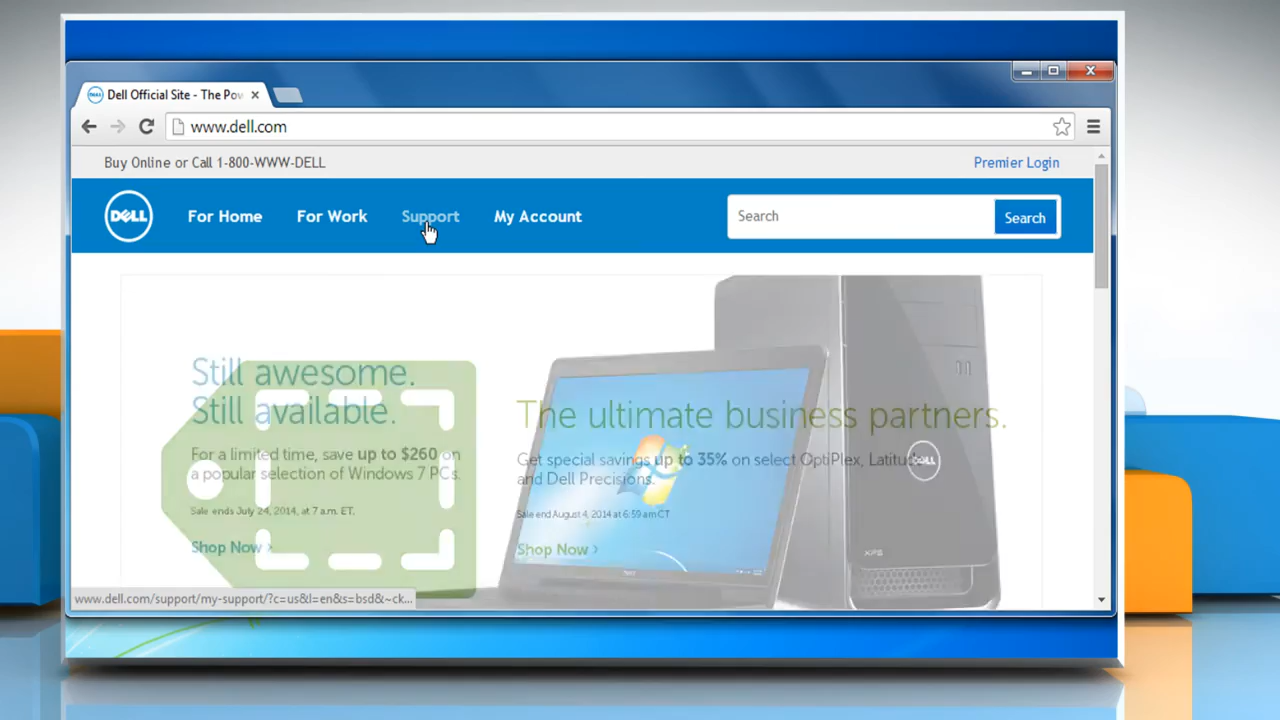 Dell Official Site - The Pow
www.dell.com
Buy Online or Call 1-800-WWW-DELL
Premier Login
DELL
For Home
For Work
Support
My Account
Search
Search
Still awesome.
Still available.
For a limited time, save up to $260 on
a popular selection of Windows 7 PCs.
Sale ends July 24, 2014, at 7 a.m. ET.
Shop Now ›
The ultimate business partners.
Get special savings up to 35% on select OptiPlex, Latitude
and Dell Precisions.
Sale end August 4, 2014 at 6:59 am CT
Shop Now ›
DELL
XPS
www.dell.com/support/my-support/?c=us&l=en&s=bsd&~ck...